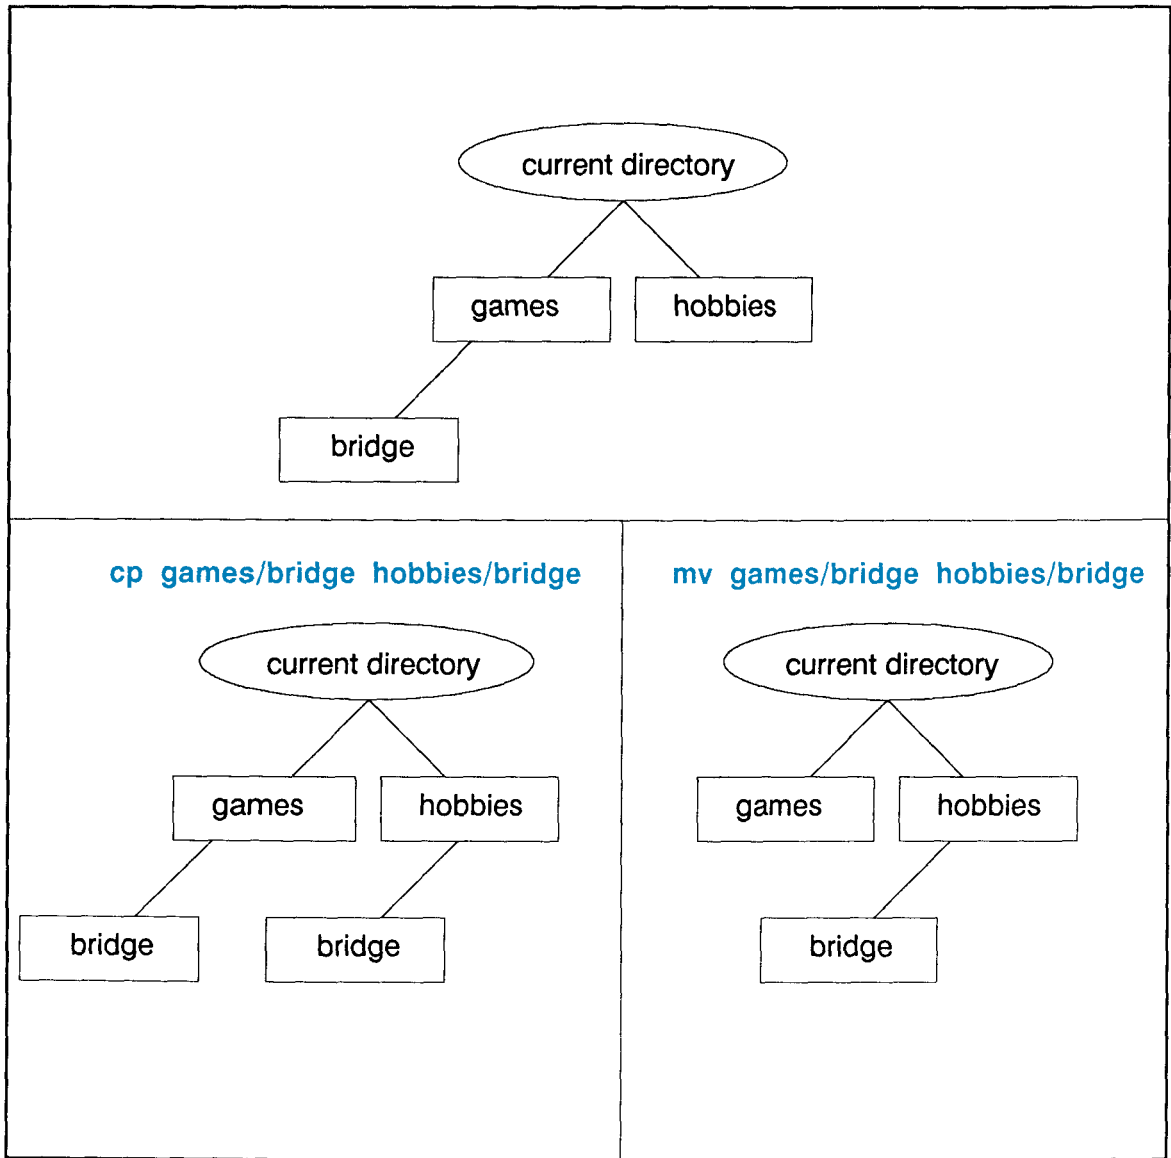 current directory
games hobbies
bridge
cp games/bridge hobbies/bridge
current directory
games hobbies
bridge bridge
mv games/bridge hobbies/bridge
current directory
games hobbies
bridge